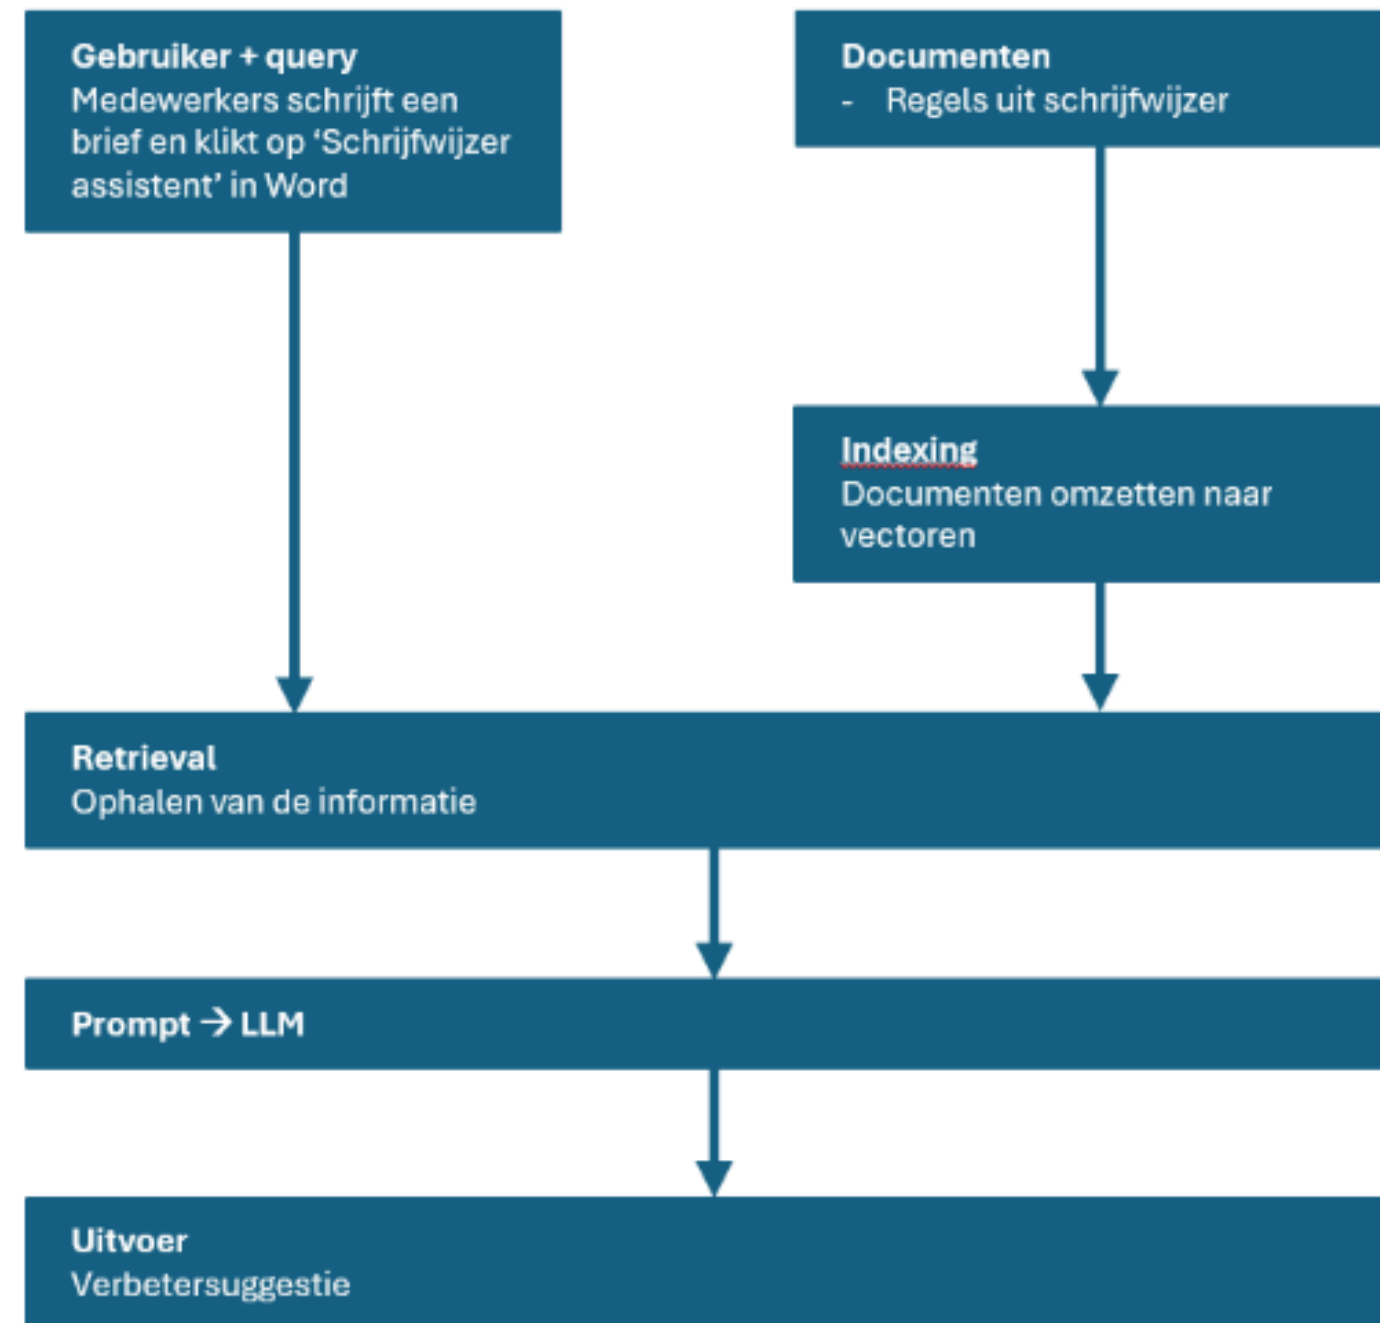 Gebruiker + query
Medewerkers schrijft een
brief en klikt op ‘Schrijfwijzer
assistent’ in Word
Documenten
- Regels uit schrijfwijzer
Indexing
Documenten omzetten naar
vectoren
Retrieval
Ophalen van de informatie
Prompt → LLM
Uitvoer
Verbetersuggestie